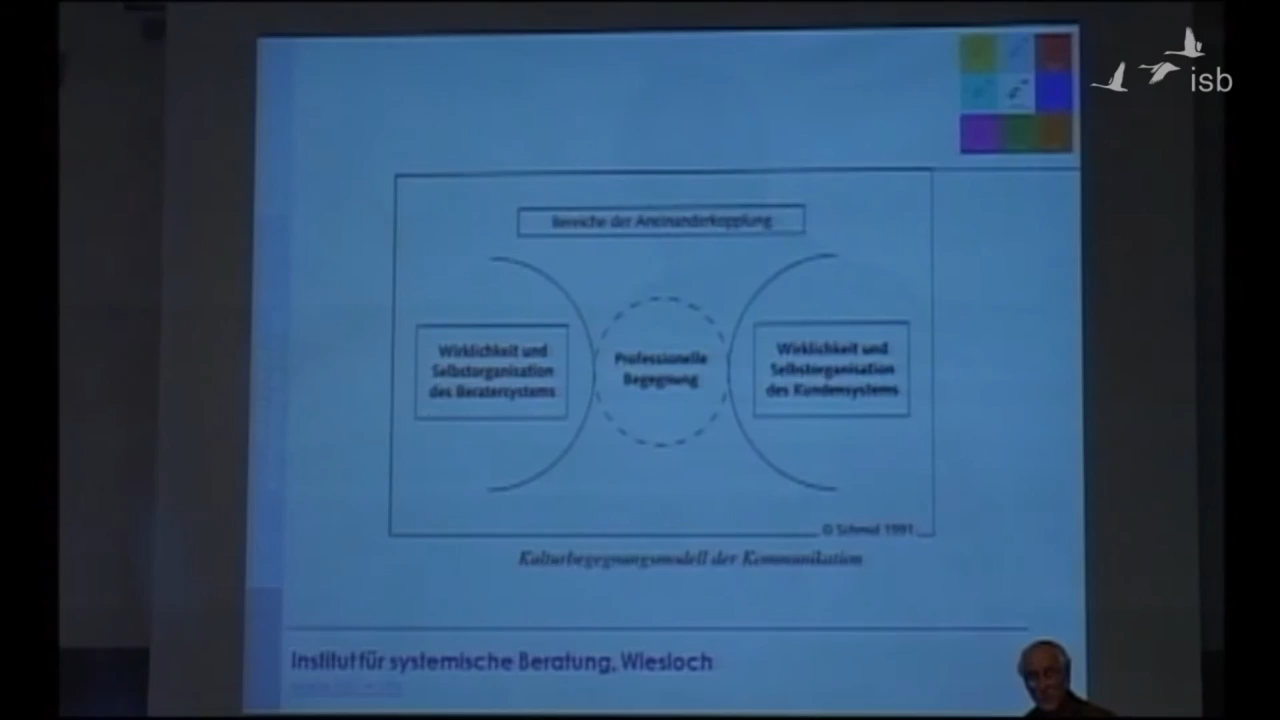 isb
Bereiche der Aneinanderkopplung
Wirklichkeit und
Selbstorganisation
des Beratersystems
Professionelle
Begegnung
Wirklichkeit und
Selbstorganisation
des Kundensystems
© Schmid 1991
Kulturbegegnungsmodell der Kommunikation
Institut für systemische Beratung, Wiesloch